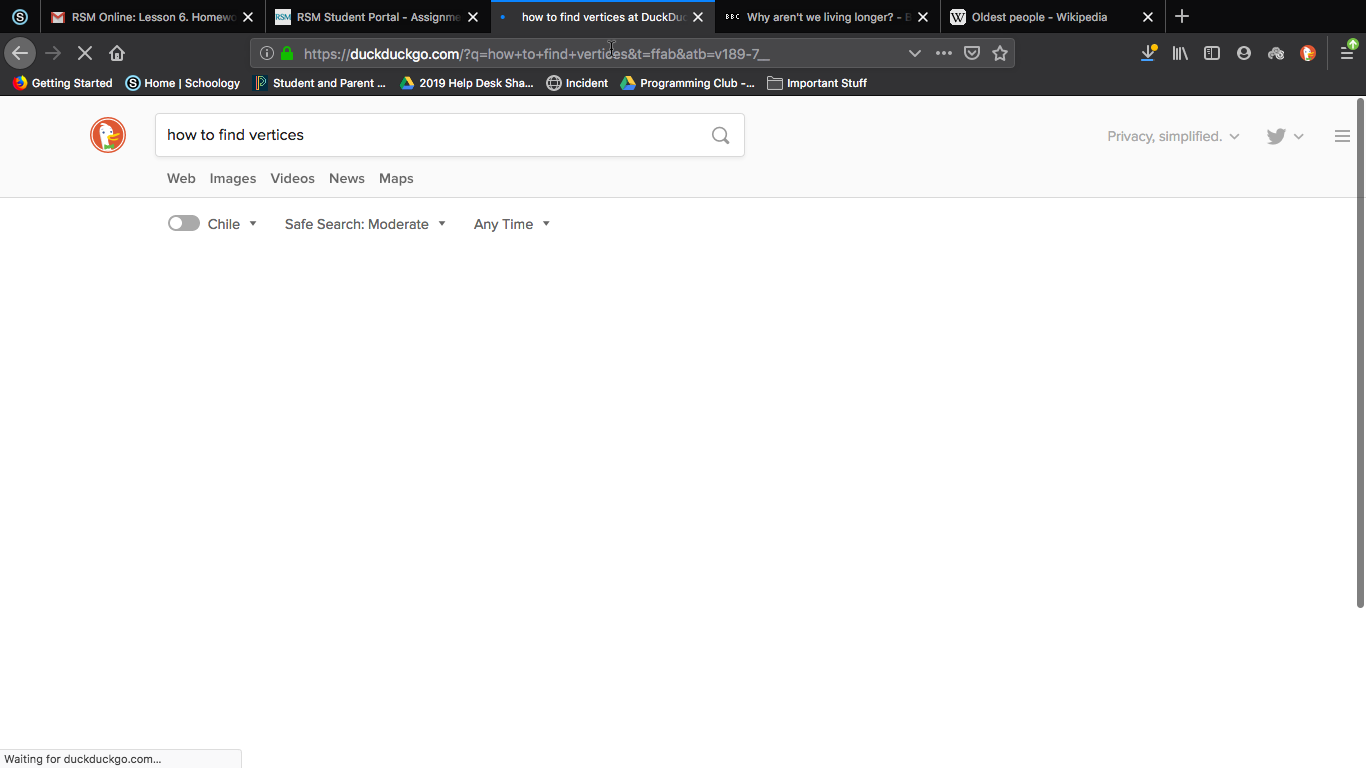 RSM Online: Lesson 6. Homewo
RSM Student Portal - Assignme
how to find vertices at DuckDuc
BBC Why aren't we living longer? - B
W Oldest people - Wikipedia
https://duckduckgo.com/?q=how+to+find+vertices&t=ffab&atb=v189-7__
Getting Started S Home | Schoology Student and Parent ... 2019 Help Desk Sha... Incident Programming Club -... Important Stuff
how to find vertices
Privacy, simplified.
Web Images Videos News Maps
Chile Safe Search: Moderate Any Time
Waiting for duckduckgo.com...